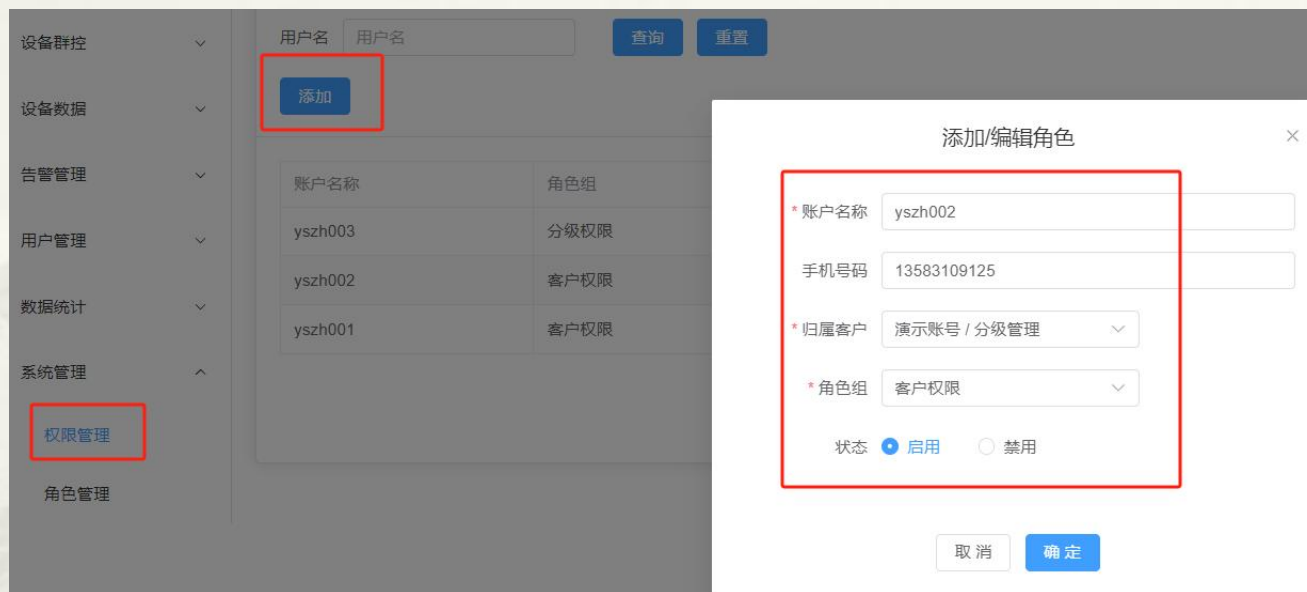 设备群控
设备数据
告警管理
用户管理
数据统计
系统管理
权限管理
角色管理
用户名 用户名 查询 重置
添加
账户名称 角色组
yszh003 分级权限
yszh002 客户权限
yszh001 客户权限
添加/编辑角色
* 账户名称 yszh002
手机号码 13583109125
* 归属客户 演示账号 / 分级管理
* 角色组 客户权限
状态 启用 禁用
取消 确定